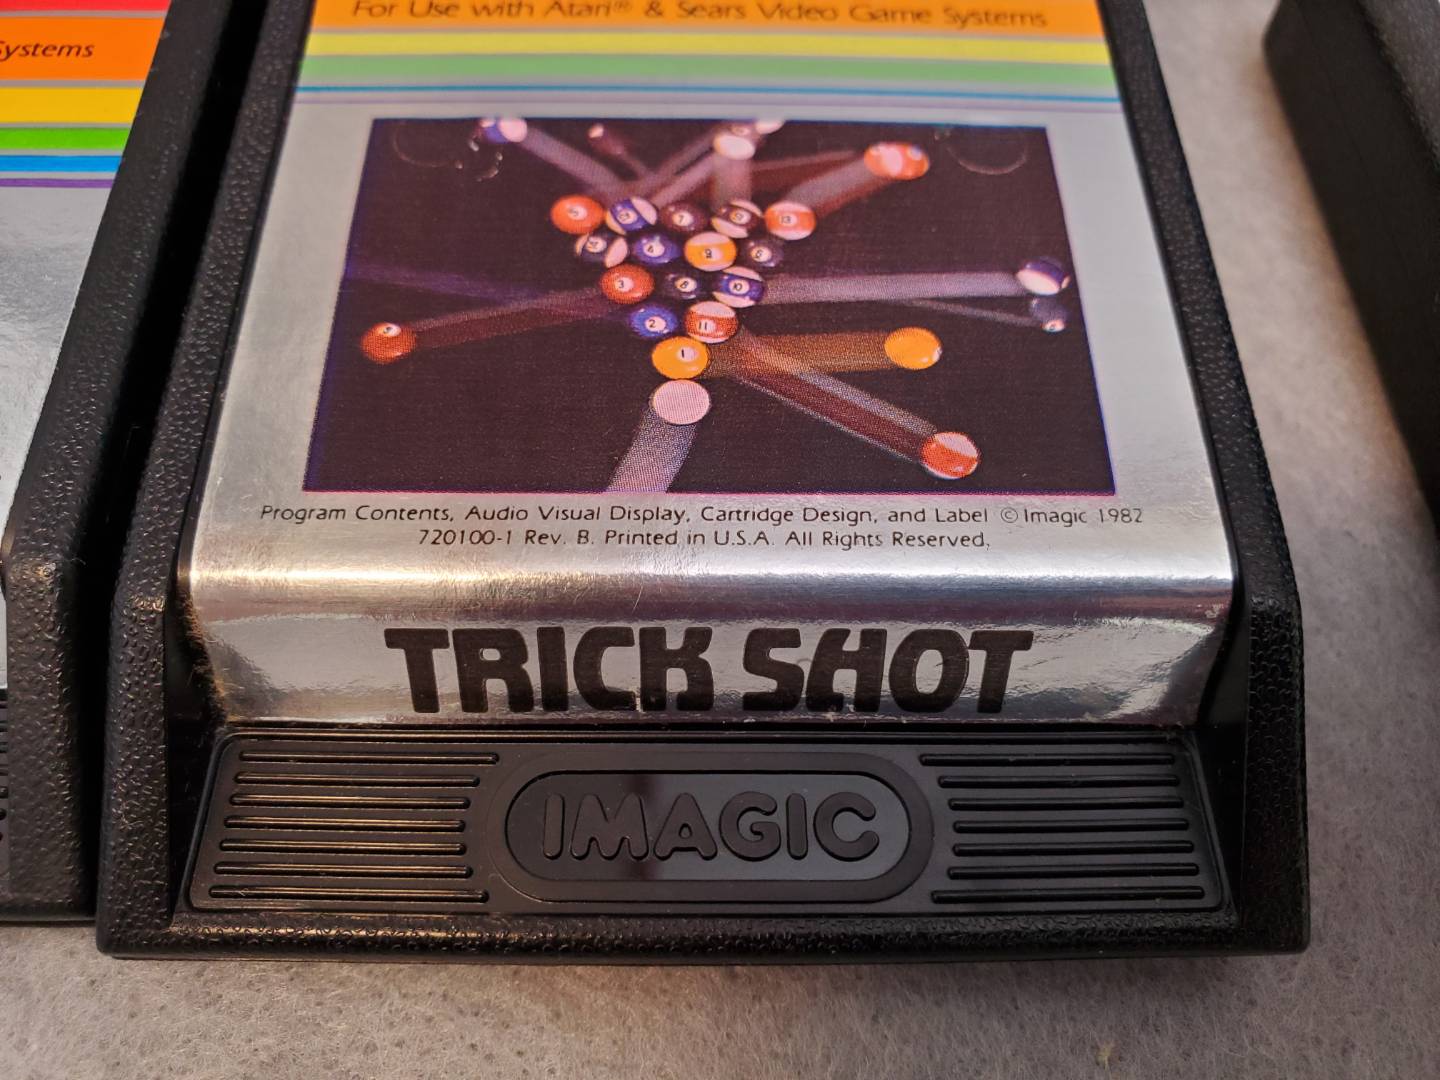 Systems
For Use with Atari® & Sears Video Game Systems
Program Contents, Audio Visual Display, Cartridge Design, and Label © Imagic 1982
720100-1 Rev. B. Printed in U.S.A. All Rights Reserved.
TRICK SHOT
IMAGIC